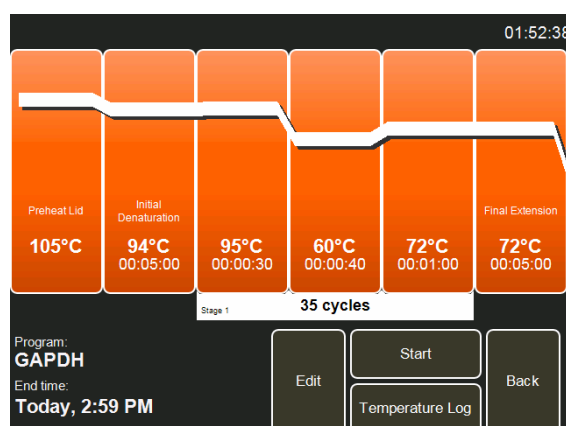 01:52:38
Preheat Lid
105°C
Initial
Denaturation
94°C
00:05:00
95°C
00:00:30
60°C
00:00:40
72°C
00:01:00
Final Extension
72°C
00:05:00
Stage 1
35 cycles
Program:
GAPDH
End time:
Today, 2:59 PM
Edit
Start
Temperature Log
Back